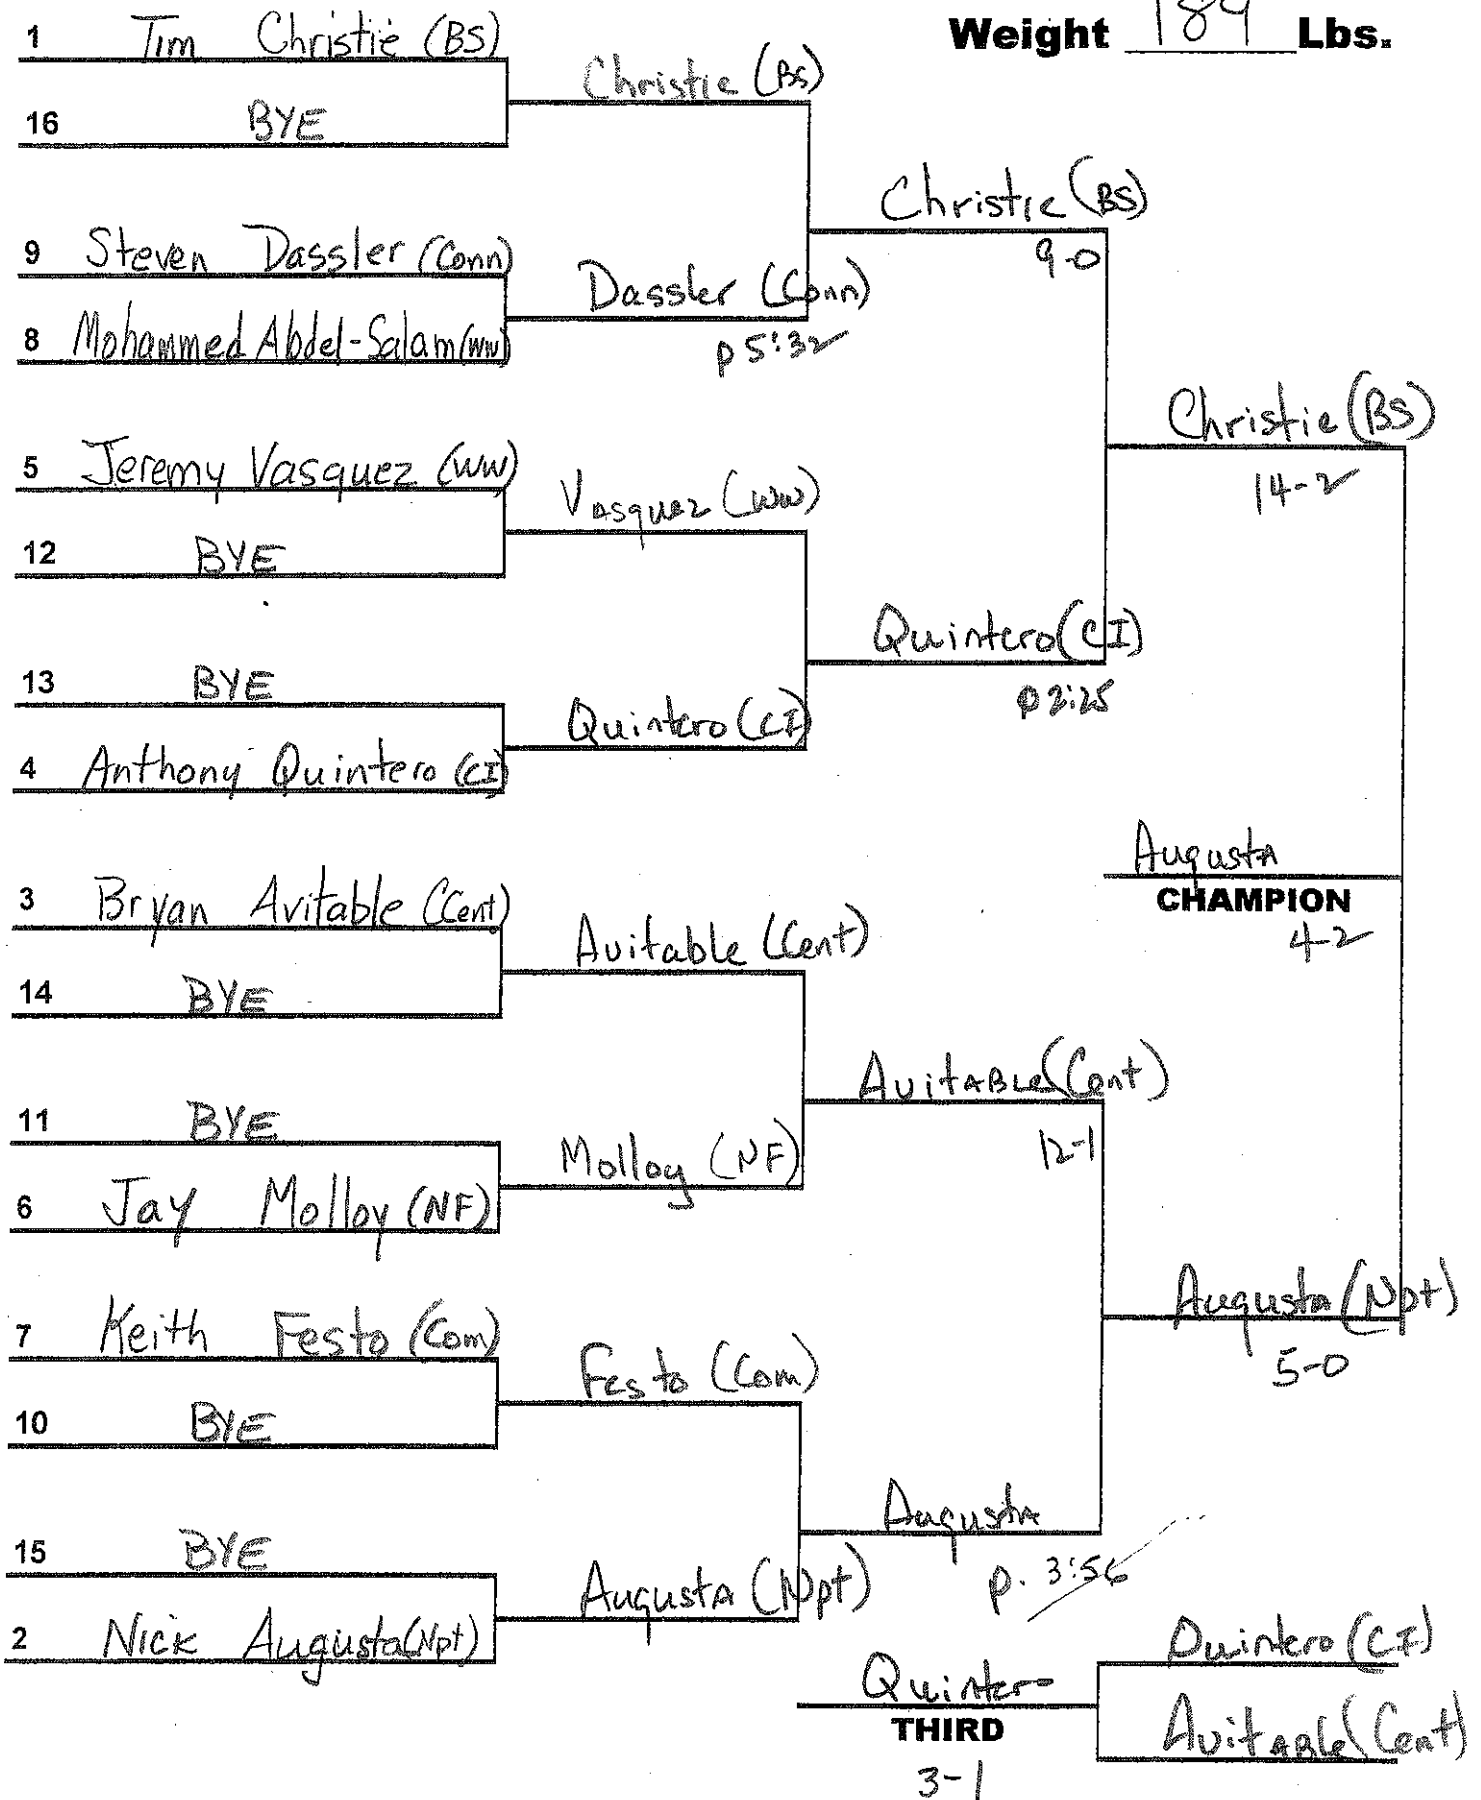 Weight 189 Lbs.
1 Tim Christie (BS)
Christie (BS)
16 BYE
Christie (BS)
9-0
9 Steven Dassler (Conn)
Dassler (Conn)
p 5:32
8 Mohammed Abdel-Salam (WW)
Christie (BS)
14-2
5 Jeremy Vasquez (WW)
Vasquez (WW)
12 BYE
Quintero (CI)
p 2:25
13 BYE
Quintero (CI)
4 Anthony Quintero (CI)
Augusta
CHAMPION
4-2
3 Bryan Avitable (Cent)
Avitable (Cent)
14 BYE
AvitABLe (Cent)
12-1
11 BYE
Molloy (NF)
6 Jay Molloy (NF)
Augusta (Npt)
5-0
7 Keith Festo (Com)
Festo (Com)
10 BYE
Augusta
p. 3:56
15 BYE
Augusta (Npt)
2 Nick Augusta (Npt)
Quintero (CI)
Quintero
THIRD
3-1
AvitABLe (Cent)